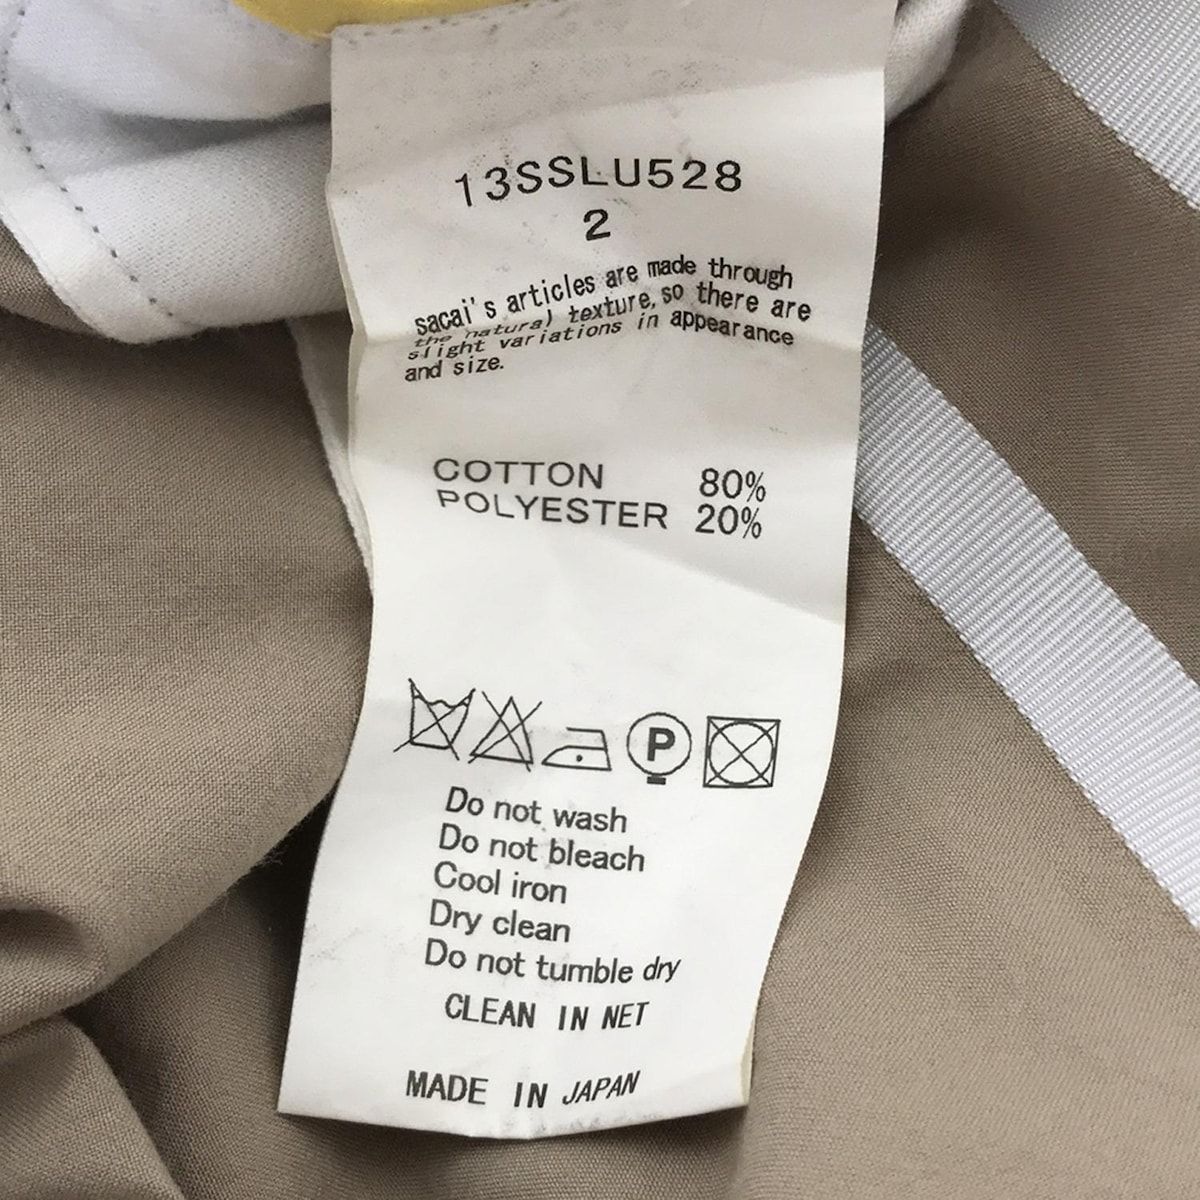 13SSLU528
2
sacai's articles are made through
the natural texture, so there are
slight variations in appearance
and size.
COTTON 80%
POLYESTER 20%
P
Do not wash
Do not bleach
Cool iron
Dry clean
Do not tumble dry
CLEAN IN NET
MADE IN JAPAN